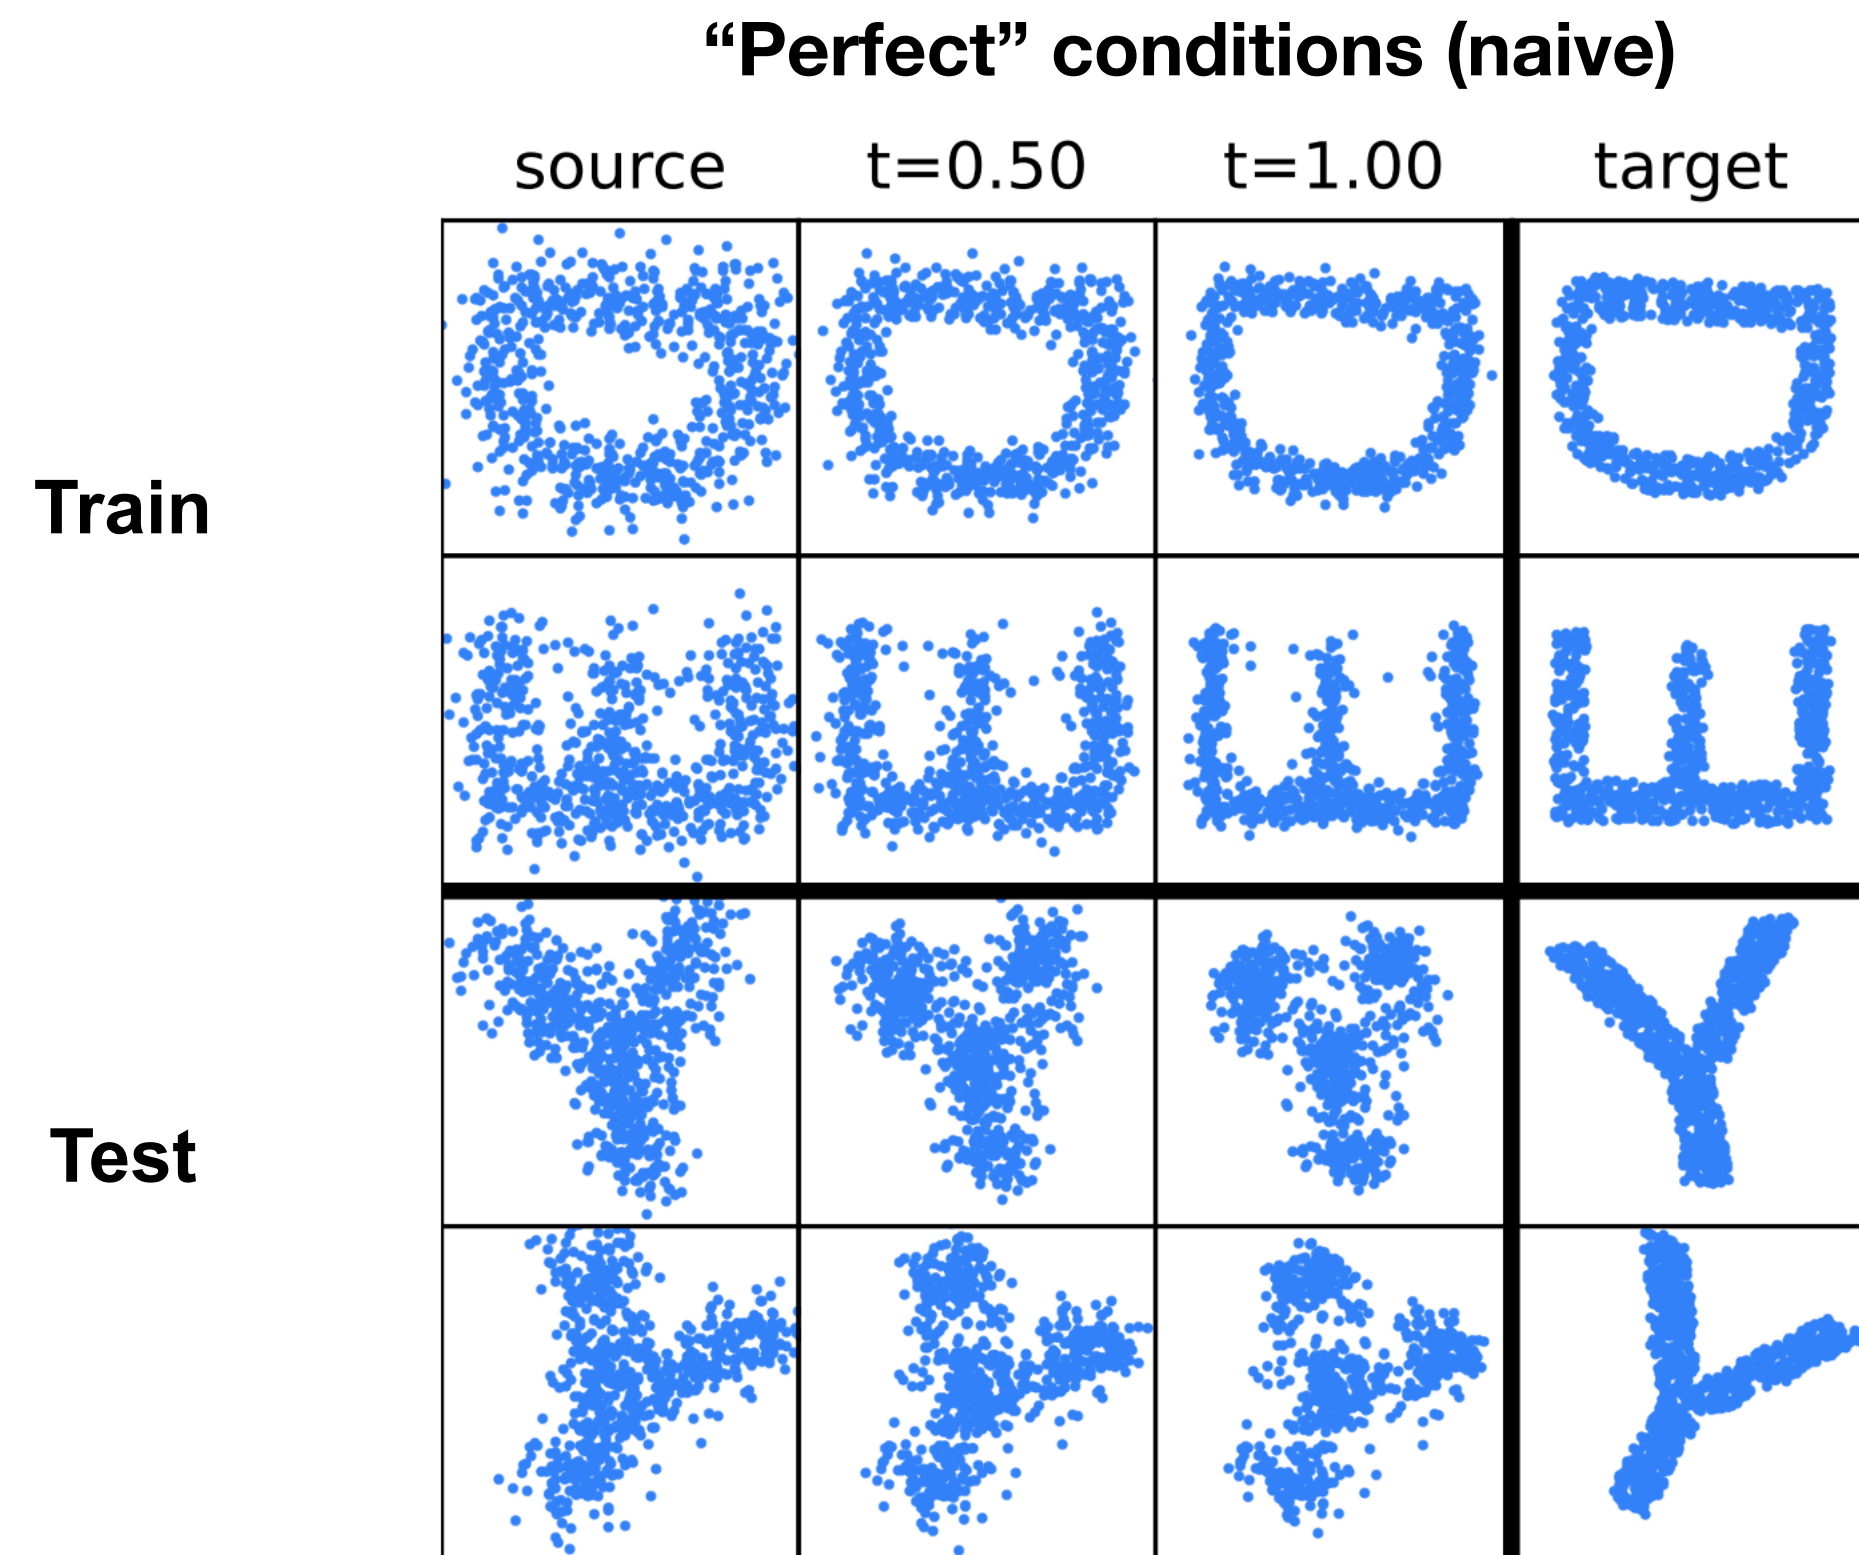 “Perfect” conditions (naive)
source t=0.50 t=1.00 target
Train
Test